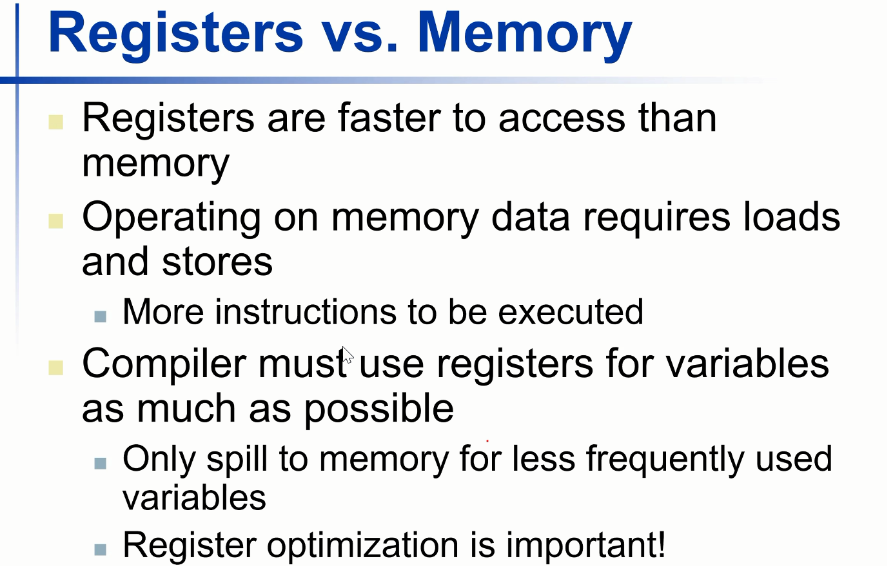 Registers vs. Memory
Registers are faster to access than
memory
Operating on memory data requires loads
and stores
More instructions to be executed
Compiler must use registers for variables
as much as possible
Only spill to memory for less frequently used
variables
Register optimization is important!